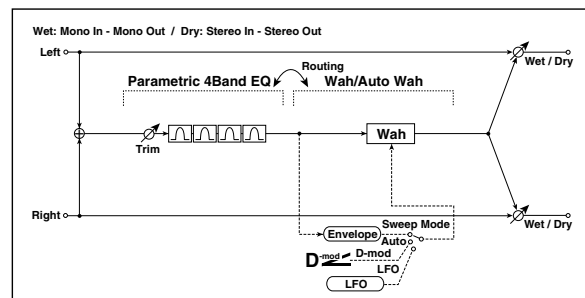 Wet: Mono In - Mono Out / Dry: Stereo In - Stereo Out
Left
Wet / Dry
Routing
Parametric 4Band EQ
Wah/Auto Wah
Trim
Wah
Right
Wet / Dry
Sweep Mode
Envelope
Auto
D-mod
D-mod
LFO
LFO